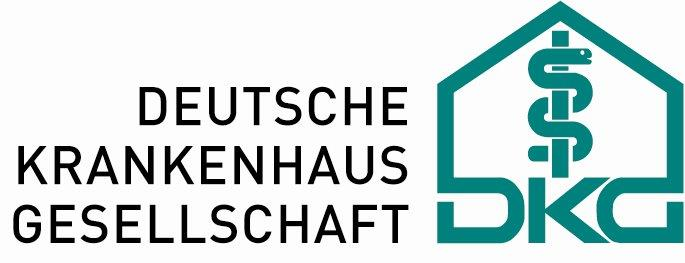 DEUTSCHE
KRANKENHAUS
GESELLSCHAFT
DKG